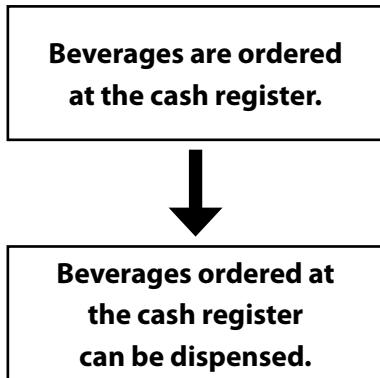 Beverages are ordered
at the cash register.
Beverages ordered at
the cash register
can be dispensed.